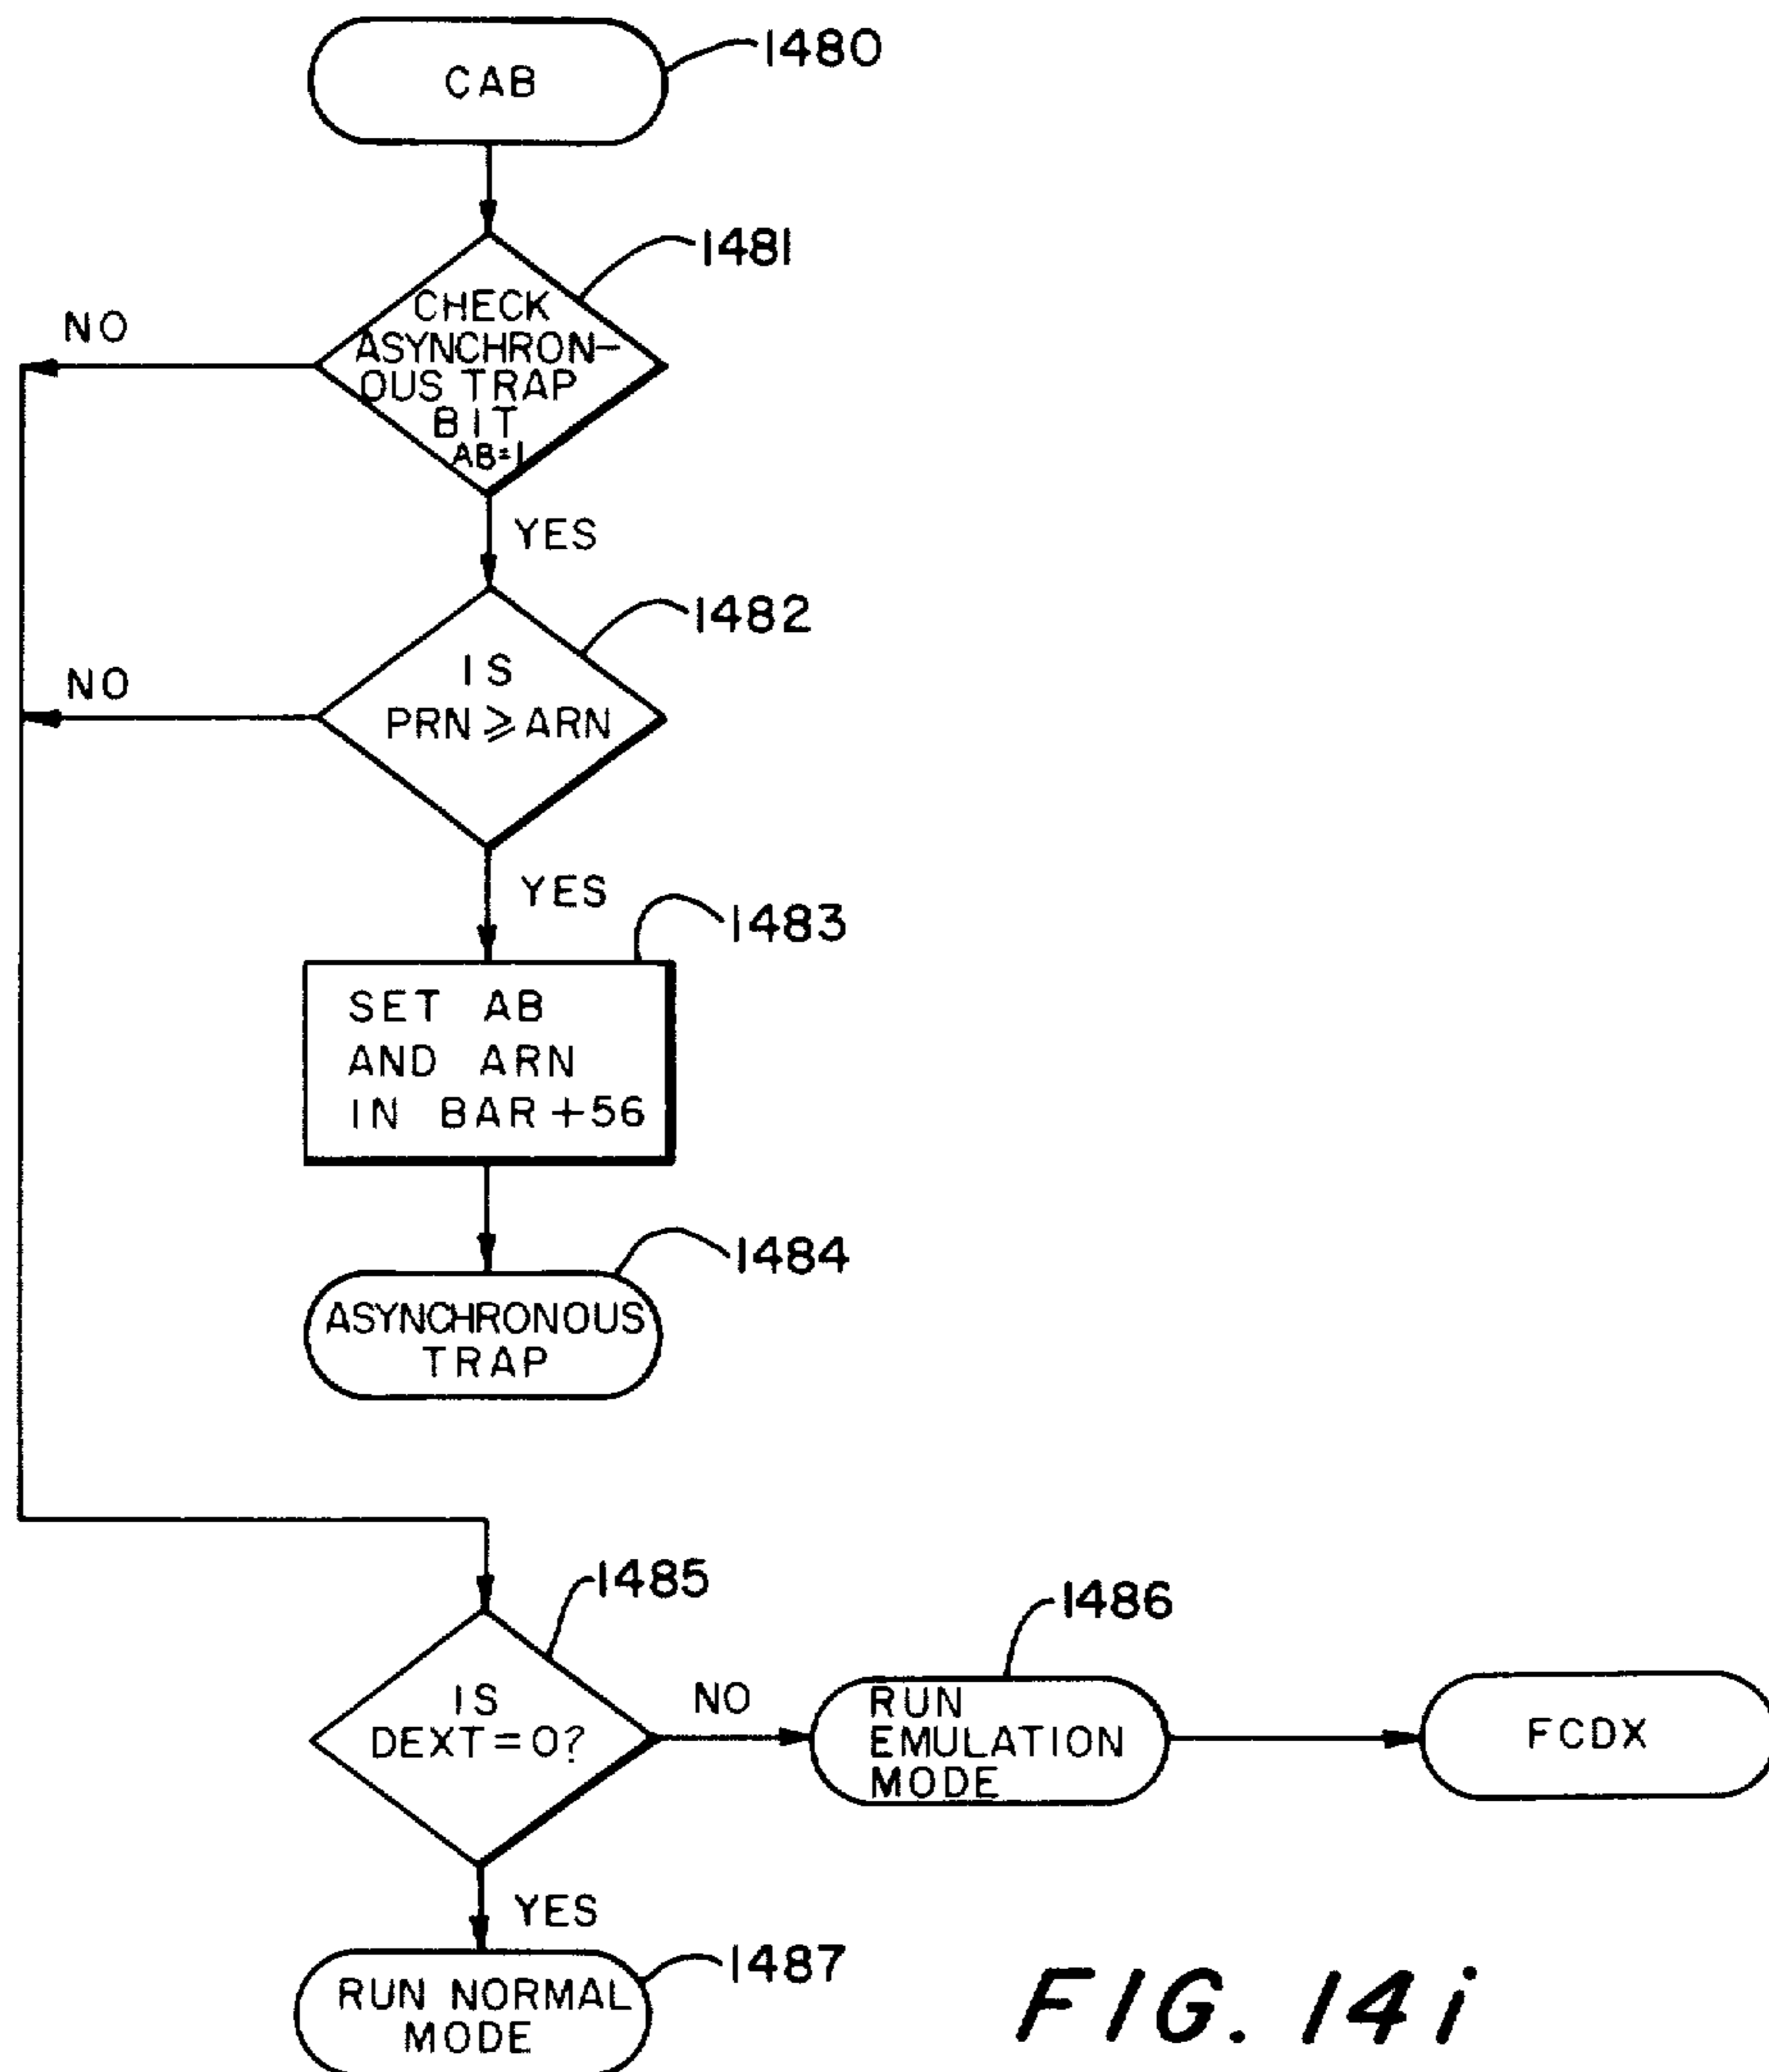 1480
CAB
1481
CHECK
ASYNCHRON-
OUS TRAP
BIT
AB=1
NO
YES
1482
IS
PRN ⩾ ARN
NO
YES
1483
SET AB
AND ARN
IN BAR+56
1484
ASYNCHRONOUS
TRAP
1485
IS
DEXT=0?
NO
1486
RUN
EMULATION
MODE
FCDX
YES
1487
RUN NORMAL
MODE
FIG. 14i